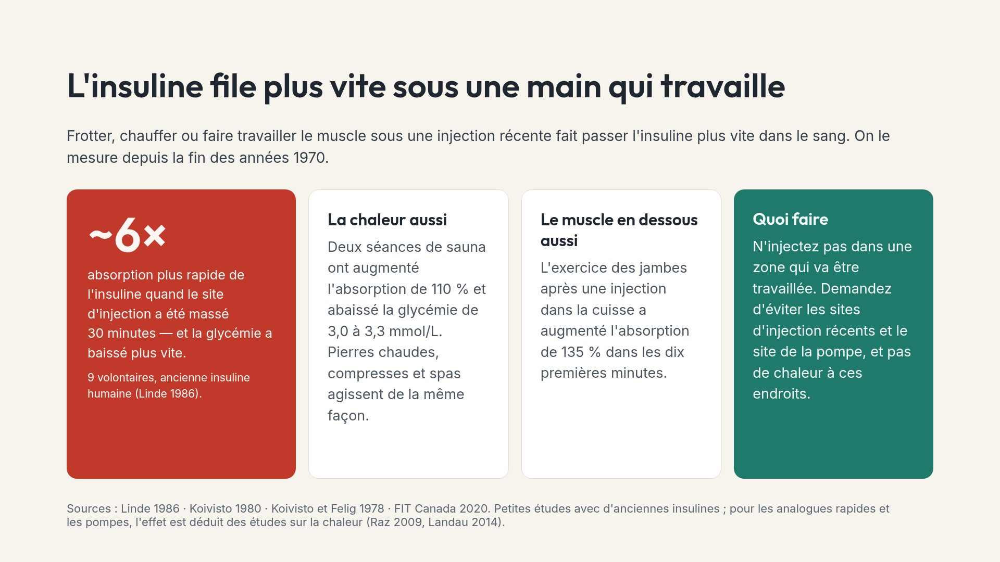 L'insuline file plus vite sous une main qui travaille
Frotter, chauffer ou faire travailler le muscle sous une injection récente fait passer l'insuline plus vite dans le sang. On le
mesure depuis la fin des années 1970.
~6×
absorption plus rapide de
l'insuline quand le site
d'injection a été massé
30 minutes — et la glycémie a
baissé plus vite.
9 volontaires, ancienne insuline
humaine (Linde 1986).
La chaleur aussi
Deux séances de sauna
ont augmenté
l'absorption de 110 % et
abaissé la glycémie de
3,0 à 3,3 mmol/L.
Pierres chaudes,
compresses et spas
agissent de la même
façon.
Le muscle en dessous
aussi
L'exercice des jambes
après une injection
dans la cuisse a
augmenté l'absorption
de 135 % dans les dix
premières minutes.
Quoi faire
N'injectez pas dans une
zone qui va être
travaillée. Demandez
d'éviter les sites
d'injection récents et le
site de la pompe, et pas
de chaleur à ces
endroits.
Sources : Linde 1986 · Koivisto 1980 · Koivisto et Felig 1978 · FIT Canada 2020. Petites études avec d'anciennes insulines ; pour les analogues rapides et
les pompes, l'effet est déduit des études sur la chaleur (Raz 2009, Landau 2014).